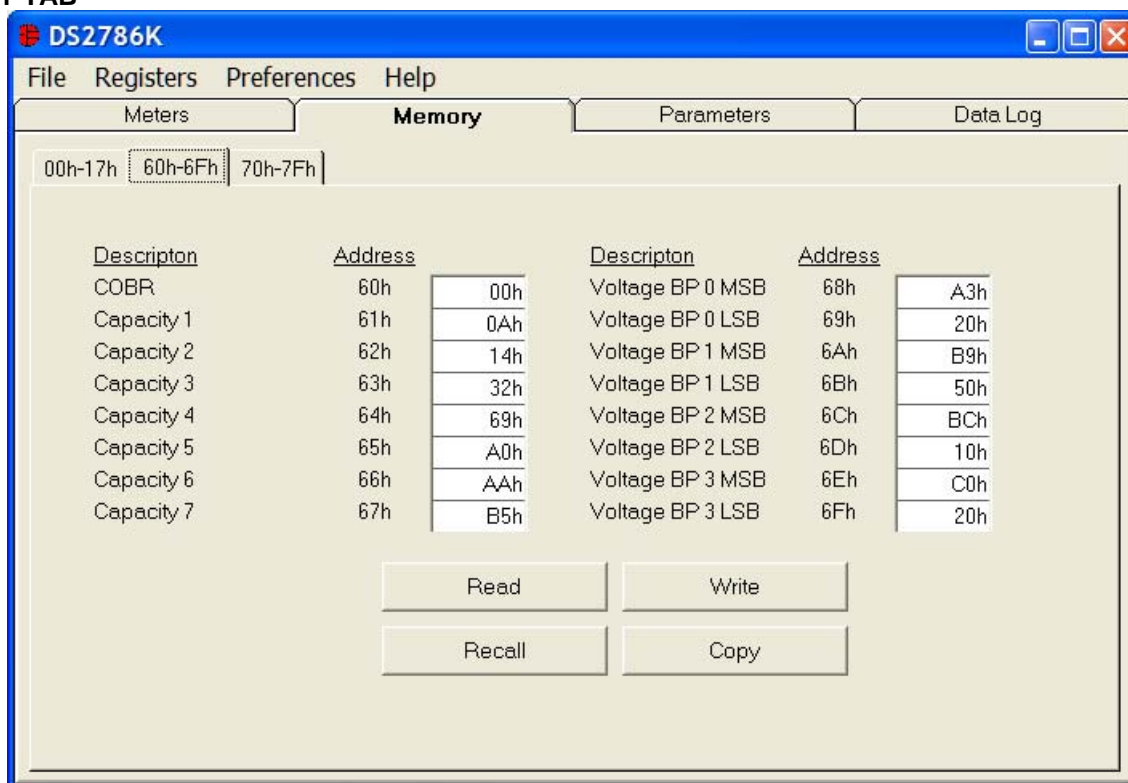 DS2786K
File Registers Preferences Help
Meters Memory Parameters Data Log
00h-17h 60h-6Fh 70h-7Fh
Descripton Address Descripton Address
COBR 60h 00h Voltage BP 0 MSB 68h A3h
Capacity 1 61h 0Ah Voltage BP 0 LSB 69h 20h
Capacity 2 62h 14h Voltage BP 1 MSB 6Ah B9h
Capacity 3 63h 32h Voltage BP 1 LSB 6Bh 50h
Capacity 4 64h 69h Voltage BP 2 MSB 6Ch BCh
Capacity 5 65h A0h Voltage BP 2 LSB 6Dh 10h
Capacity 6 66h AAh Voltage BP 3 MSB 6Eh C0h
Capacity 7 67h B5h Voltage BP 3 LSB 6Fh 20h
Read Write
Recall Copy